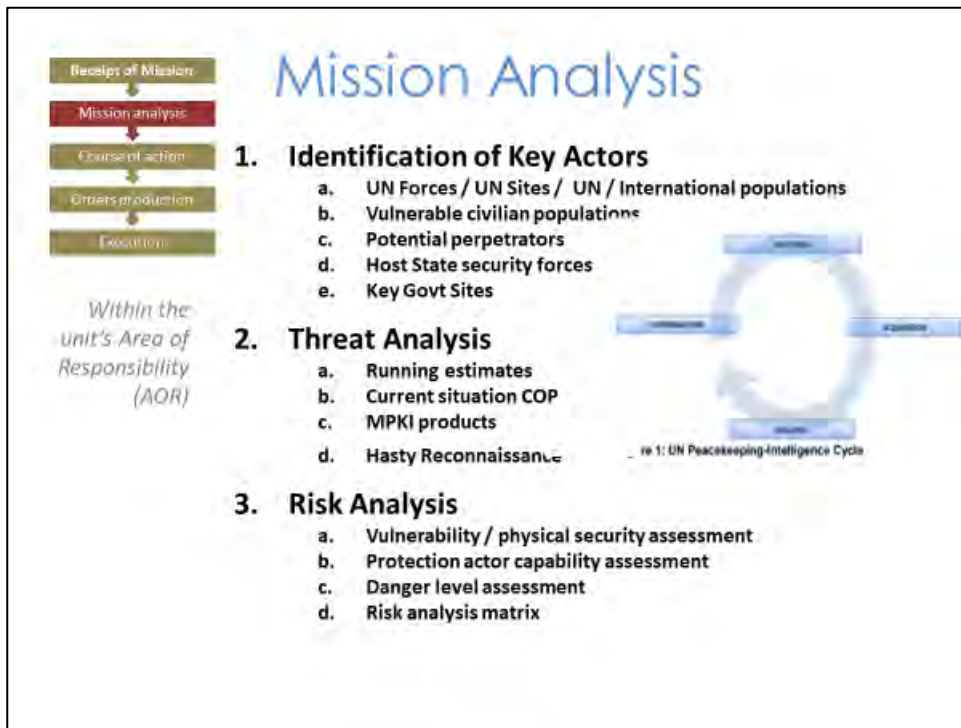 Receipt of Mission
Mission analysis
Course of action
Orders production
Execution
Within the
unit's Area of
Responsibility
(AOR)
Mission Analysis
1. Identification of Key Actors
a. UN Forces / UN Sites / UN / International populations
b. Vulnerable civilian populations
c. Potential perpetrators
d. Host State security forces
e. Key Govt Sites
2. Threat Analysis
a. Running estimates
b. Current situation COP
c. MPKI products
d. Hasty Reconnaissance
re 1: UN Peacekeeping-Intelligence Cycle
3. Risk Analysis
a. Vulnerability / physical security assessment
b. Protection actor capability assessment
c. Danger level assessment
d. Risk analysis matrix